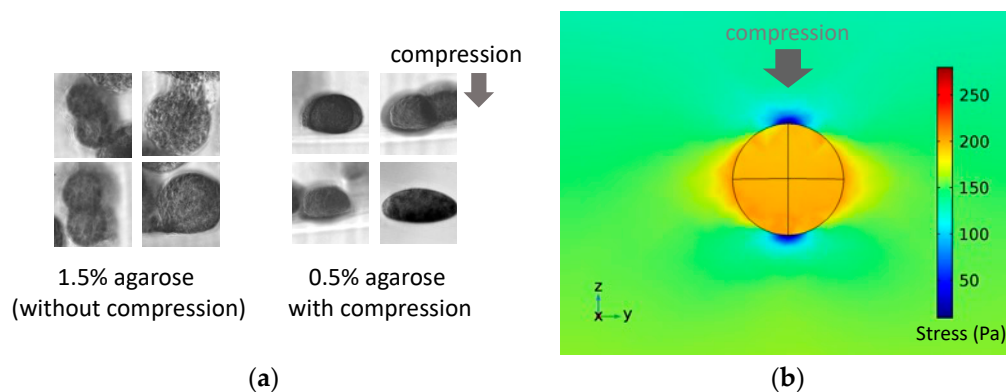 compression
1.5% agarose
(without compression)
0.5% agarose
with compression
(a)
compression
250
200
150
100
50
Stress (Pa)
z
x
y
(b)